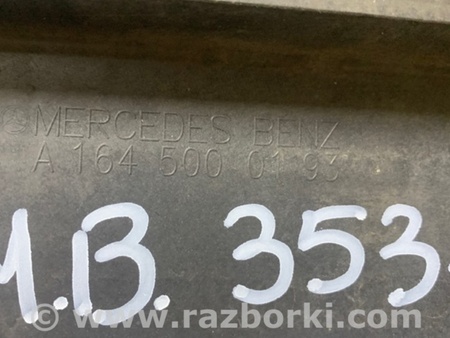 MERCEDES BENZ
A 164 500 01 93
M.B. 353
© www.razborki.com